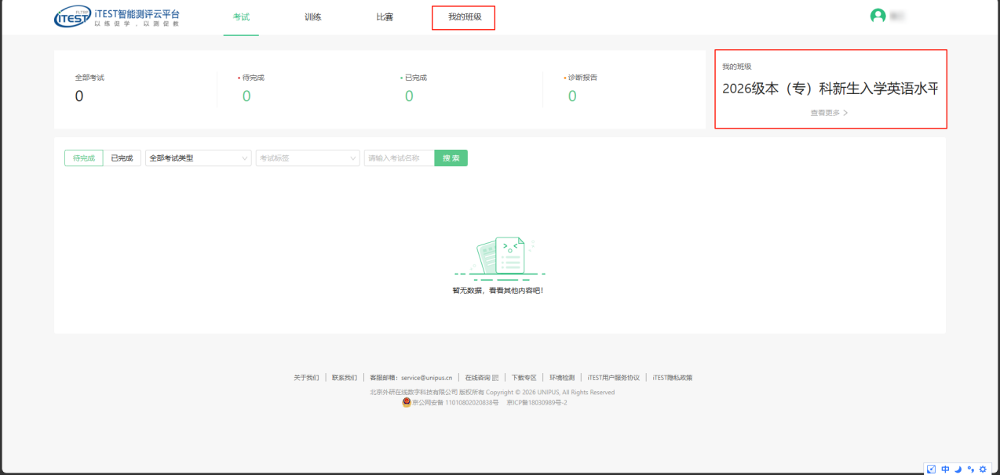 FLTRP
iTEST
iTEST智能测评云平台
以练促学，以测促教
考试
训练
比赛
我的班级
全部考试
0
待完成
0
已完成
0
诊断报告
0
我的班级
2026级本（专）科新生入学英语水平
查看更多
待完成
已完成
全部考试类型
考试标签
请输入考试名称
搜索
暂无数据，看看其他内容吧！
关于我们 | 联系我们 | 客服邮箱：service@unipus.cn | 在线咨询 | 下载专区 | 环境检测 | iTEST用户服务协议 | iTEST隐私政策
北京外研在线数字科技有限公司 版权所有 Copyright © 2026 UNIPUS, All Rights Reserved
京公网安备 11010802020838号 京ICP备18030989号-2
中